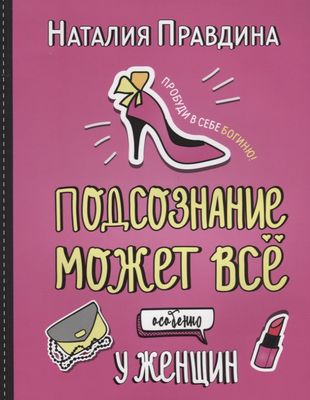 Наталия Правдина
ПРОБУДИ В СЕБЕ БОГИНЮ!
ПОДСОЗНАНИЕ
МОЖЕТ ВСЁ
особенно
У ЖЕНЩИН